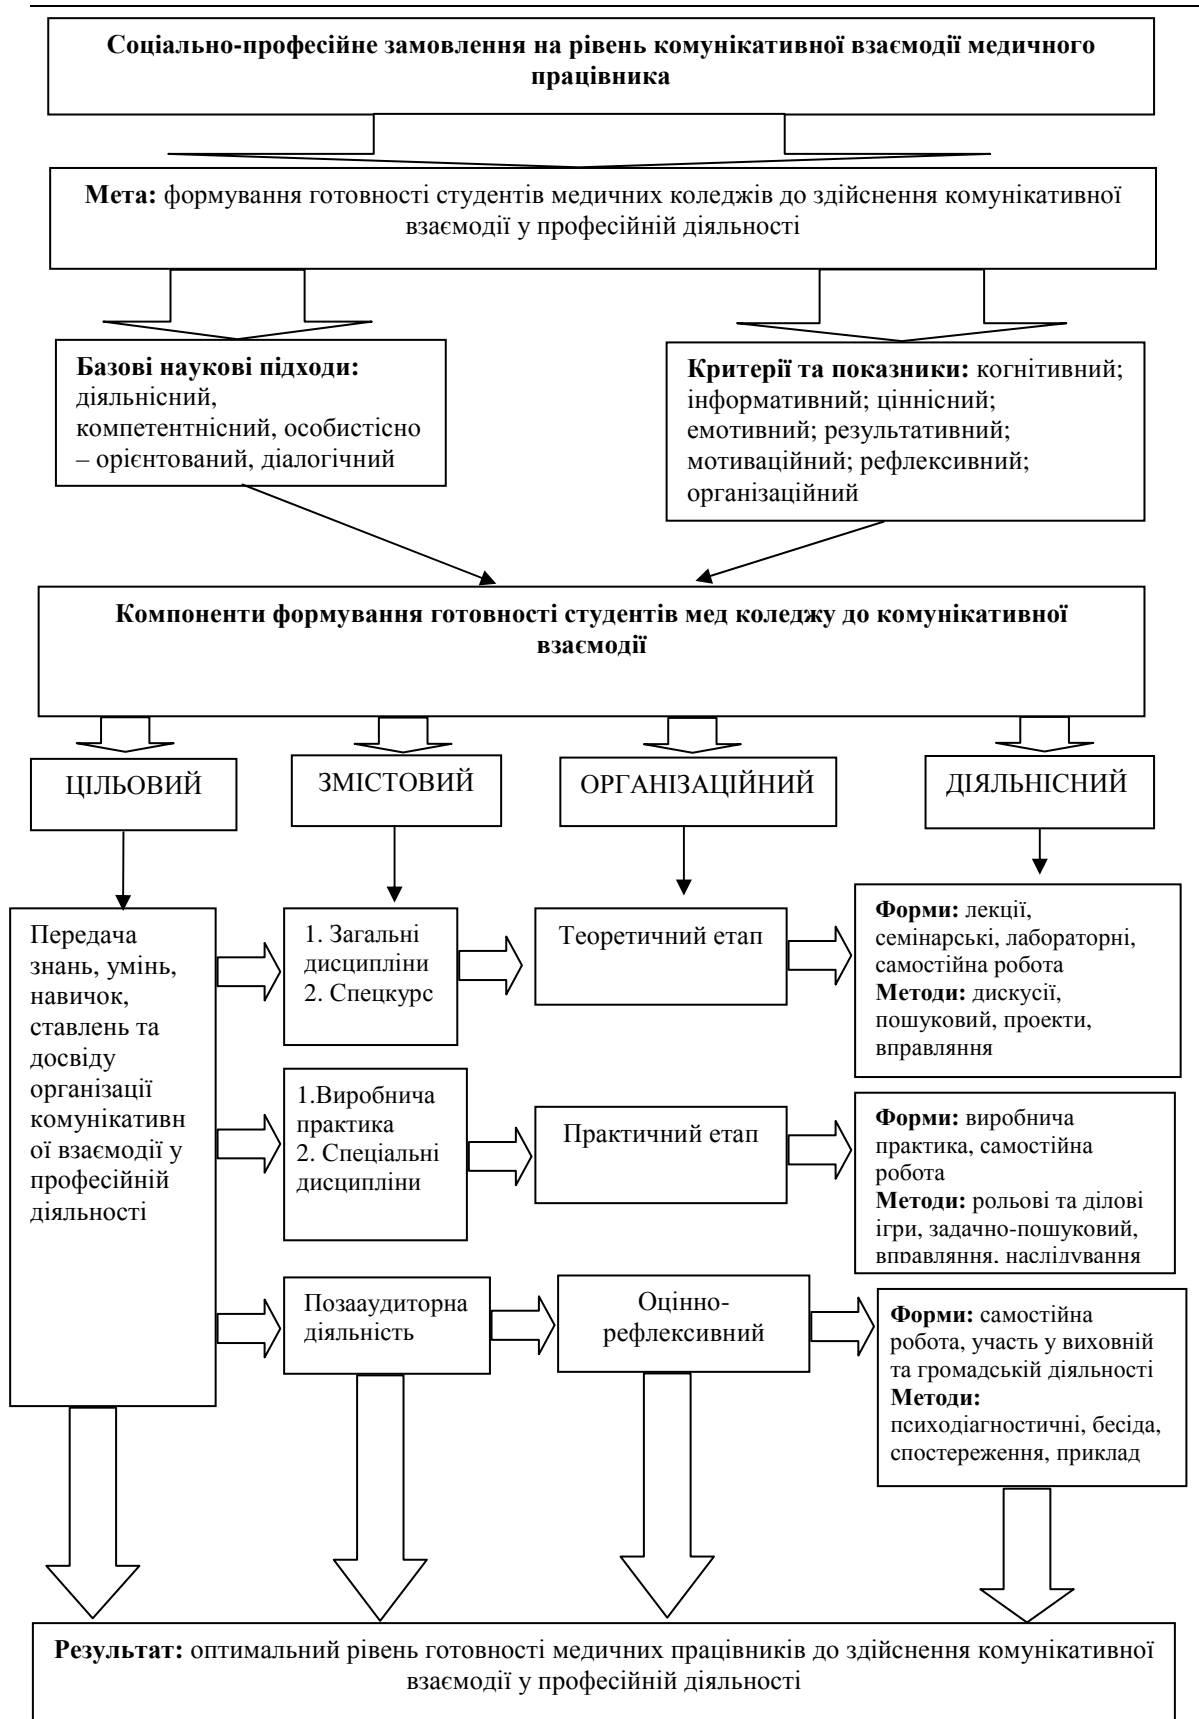 Соціально-професійне замовлення на рівень комунікативної взаємодії медичного
працівника
Мета: формування готовності студентів медичних коледжів до здійснення комунікативної
взаємодії у професійній діяльності
Базові наукові підходи:
діяльнісний,
компетентнісний, особистісно
– орієнтований, діалогічний
Критерії та показники: когнітивний;
інформативний; ціннісний;
емотивний; результативний;
мотиваційний; рефлексивний;
організаційний
Компоненти формування готовності студентів мед коледжу до комунікативної
взаємодії
ЦІЛЬОВИЙ
ЗМІСТОВИЙ
ОРГАНІЗАЦІЙНИЙ
ДІЯЛЬНІСНИЙ
Передача
знань, умінь,
навичок,
ставлень та
досвіду
організації
комунікативн
ої взаємодії у
професійній
діяльності
1. Загальні
дисципліни
2. Спецкурс
Теоретичний етап
Форми: лекції,
семінарські, лабораторні,
самостійна робота
Методи: дискусії,
пошуковий, проекти,
вправляння
1.Виробнича
практика
2. Спеціальні
дисципліни
Практичний етап
Форми: виробнича
практика, самостійна
робота
Методи: рольові та ділові
ігри, задачно-пошуковий,
вправляння, наслідування
Позааудиторна
діяльність
Оцінно-
рефлексивний
Форми: самостійна
робота, участь у виховній
та громадській діяльності
Методи:
психодіагностичні, бесіда,
спостереження, приклад
Результат: оптимальний рівень готовності медичних працівників до здійснення комунікативної
взаємодії у професійній діяльності